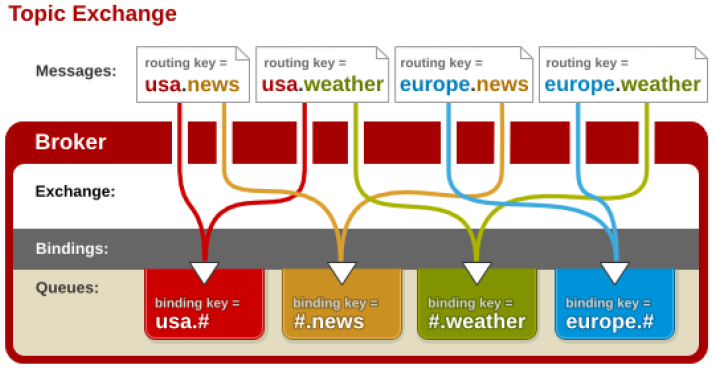 Topic Exchange
Messages:
routing key =
usa.news
routing key =
usa.weather
routing key =
europe.news
routing key =
europe.weather
Broker
Exchange:
Bindings:
Queues:
binding key =
usa.#
binding key =
#.news
binding key =
#.weather
binding key =
europe.#